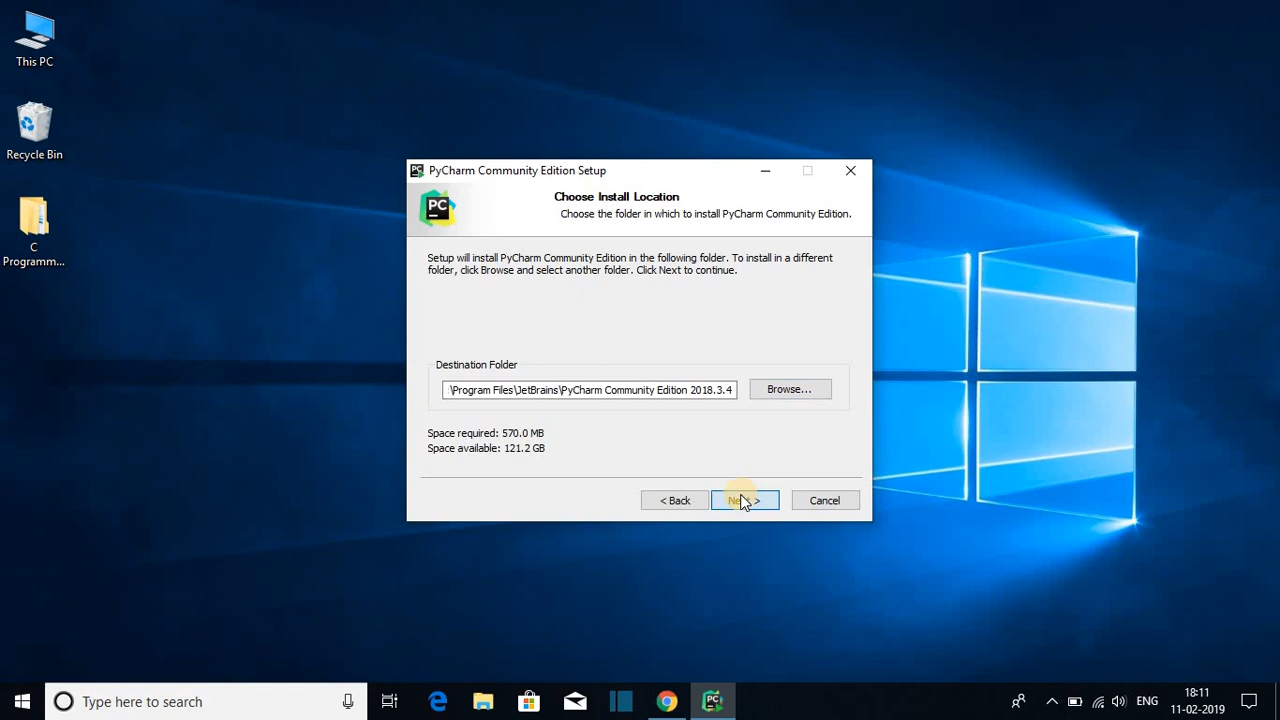 This PC
Recycle Bin
C
Programm...
PC PyCharm Community Edition Setup
PC
Choose Install Location
Choose the folder in which to install PyCharm Community Edition.
Setup will install PyCharm Community Edition in the following folder. To install in a different
folder, click Browse and select another folder. Click Next to continue.
Destination Folder
:\Program Files\JetBrains\PyCharm Community Edition 2018.3.4
Browse...
Space required: 570.0 MB
Space available: 121.2 GB
< Back
Next >
Cancel
Type here to search
PC
ENG
18:11
11-02-2019